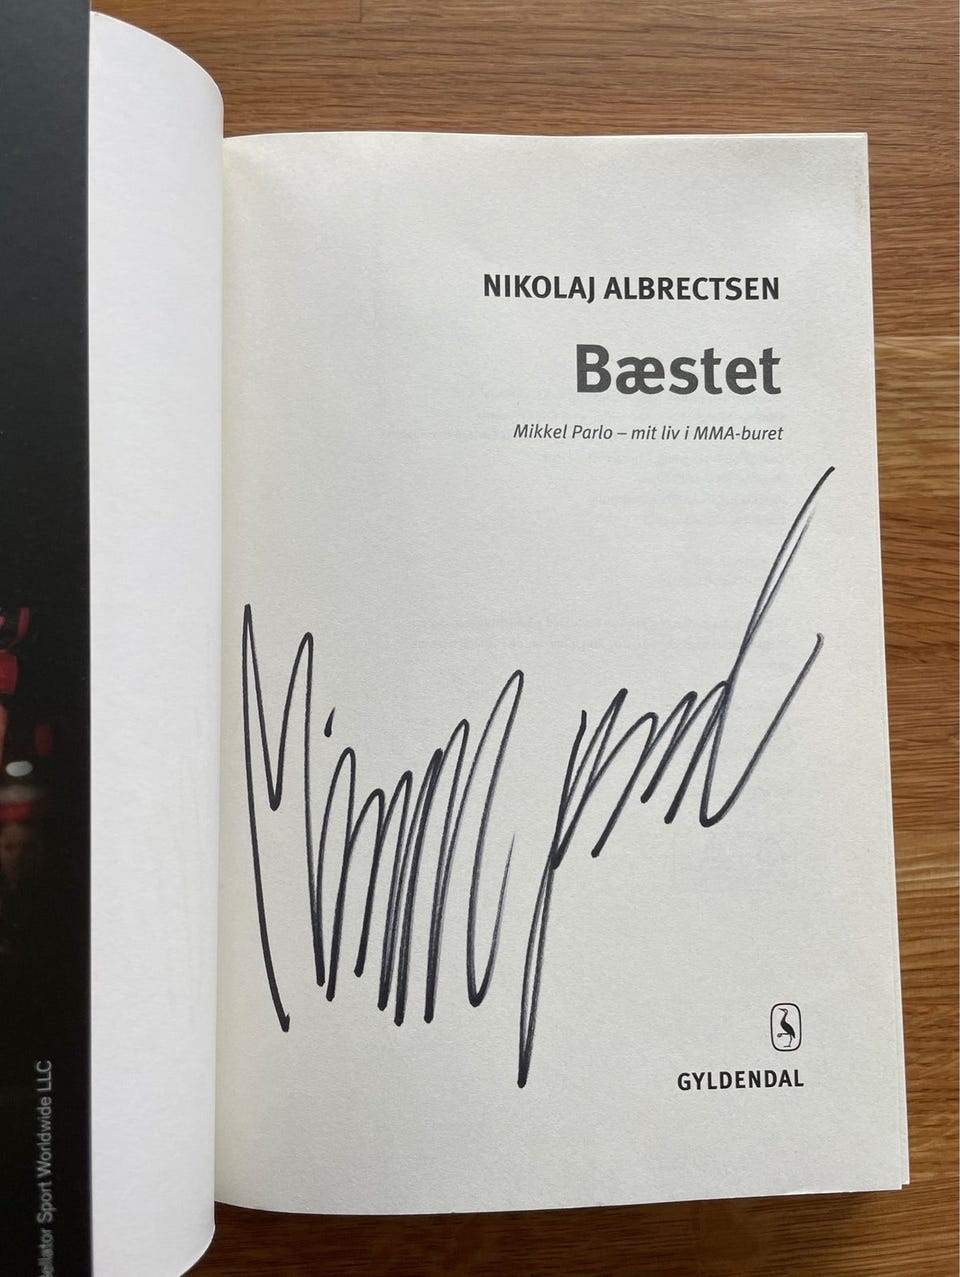 NIKOLAJ ALBRECTSEN
Bæstet
Mikkel Parlo – mit liv i MMA-buret
GYLDENDAL
Sport Worldwide LLC